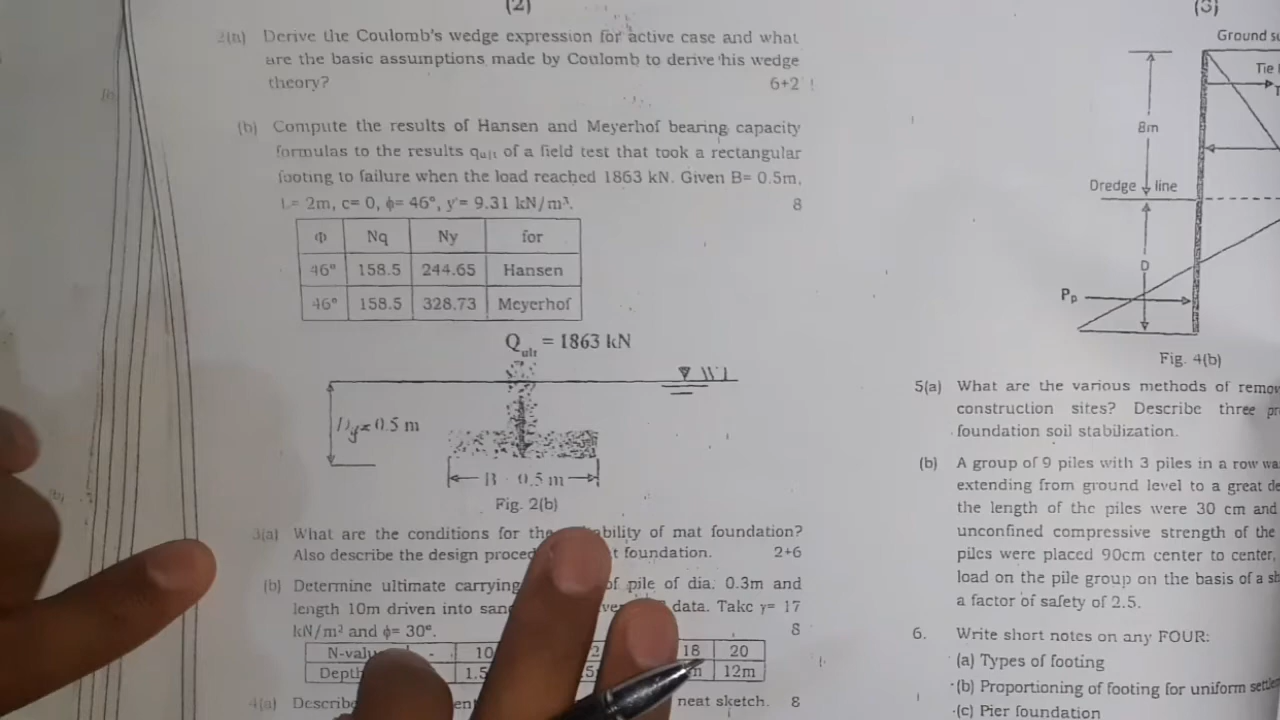 (2)
2(a) Derive the Coulomb's wedge expression for active case and what
are the basic assumptions made by Coulomb to derive his wedge
theory? 6+2
(b) Compute the results of Hansen and Meyerhof bearing capacity
formulas to the results qult of a field test that took a rectangular
footing to failure when the load reached 1863 kN. Given B= 0.5m,
L= 2m, c= 0, ϕ= 46°, γ'= 9.31 kN/m³. 8
Φ Nq Ny for
46° 158.5 244.65 Hansen
46° 158.5 328.73 Meyerhof
Qult = 1863 kN
0.5 m
B 0.5 m
Fig. 2(b)
3(a) What are the conditions for the ability of mat foundation?
Also describe the design proced t foundation. 2+6
(b) Determine ultimate carrying of pile of dia. 0.3m and
length 10m driven into san data. Take γ= 17
kN/m² and ϕ= 30°. 8
N-valu 10 18 20
Depth 1.5 12m
4(a) Describe neat sketch. 8
(3)
Ground su
Tie
8m
Dredge line
D
Pp
Fig. 4(b)
5(a) What are the various methods of remov
construction sites? Describe three pr
foundation soil stabilization.
(b) A group of 9 piles with 3 piles in a row wa
extending from ground level to a great de
the length of the piles were 30 cm and
unconfined compressive strength of the
piles were placed 90cm center to center,
load on the pile group on the basis of a sh
a factor of safety of 2.5.
6. Write short notes on any FOUR:
(a) Types of footing
(b) Proportioning of footing for uniform settle
(c) Pier foundation